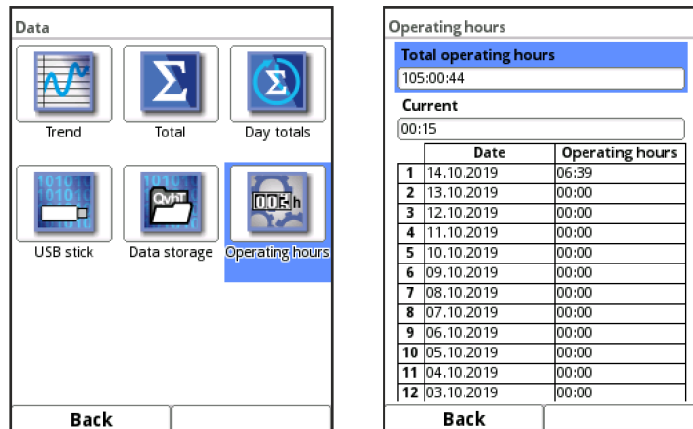 Data
Trend
Total
Day totals
USB stick
Data storage
Operating hours
Back
Operating hours
Total operating hours
105:00:44
Current
00:15
Date Operating hours
1 14.10.2019 06:39
2 13.10.2019 00:00
3 12.10.2019 00:00
4 11.10.2019 00:00
5 10.10.2019 00:00
6 09.10.2019 00:00
7 08.10.2019 00:00
8 07.10.2019 00:00
9 06.10.2019 00:00
10 05.10.2019 00:00
11 04.10.2019 00:00
12 03.10.2019 00:00
Back